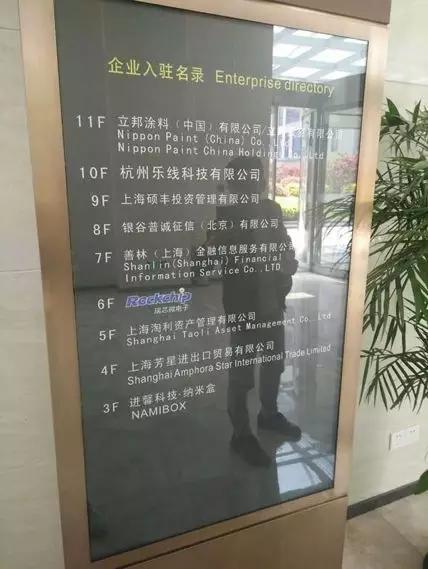 企业入驻名录 Enterprise directory
11F 立邦涂料（中国）有限公司/立 有限公司
Nippon Paint (China) Co., Ltd
Nippon Paint China Holding Co.,Ltd
10F 杭州乐线科技有限公司
9F 上海硕丰投资管理有限公司
8F 银谷普诚征信（北京）有限公司
7F 善林（上海）金融信息服务有限公司
Shanlin(Shanghai) Financial
Information Service Co.,LTD.
6F Rockchip
瑞芯微电子
5F 上海淘利资产管理有限公司
Shanghai Taoli Asset Management Co., Ltd
4F 上海芳星进出口贸易有限公司
Shanghai Amphora Star International Trade Limited
3F 进馨科技·纳米盒
NAMIBOX